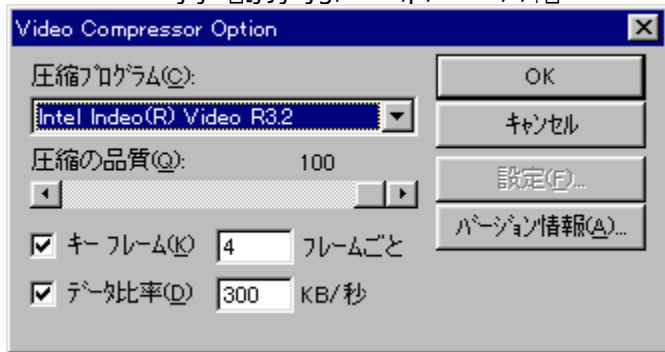 Video Compressor Option
圧縮ﾌﾟﾛｸﾞﾗﾑ(C):
Intel Indeo(R) Video R3.2
圧縮の品質(Q): 100
キー ﾌﾚｰﾑ(K) 4 ﾌﾚｰﾑごと
ﾃﾞｰﾀ比率(D) 300 KB/秒
OK
ｷｬﾝｾﾙ
設定(F)...
ﾊﾞｰｼﾞｮﾝ情報(A)...